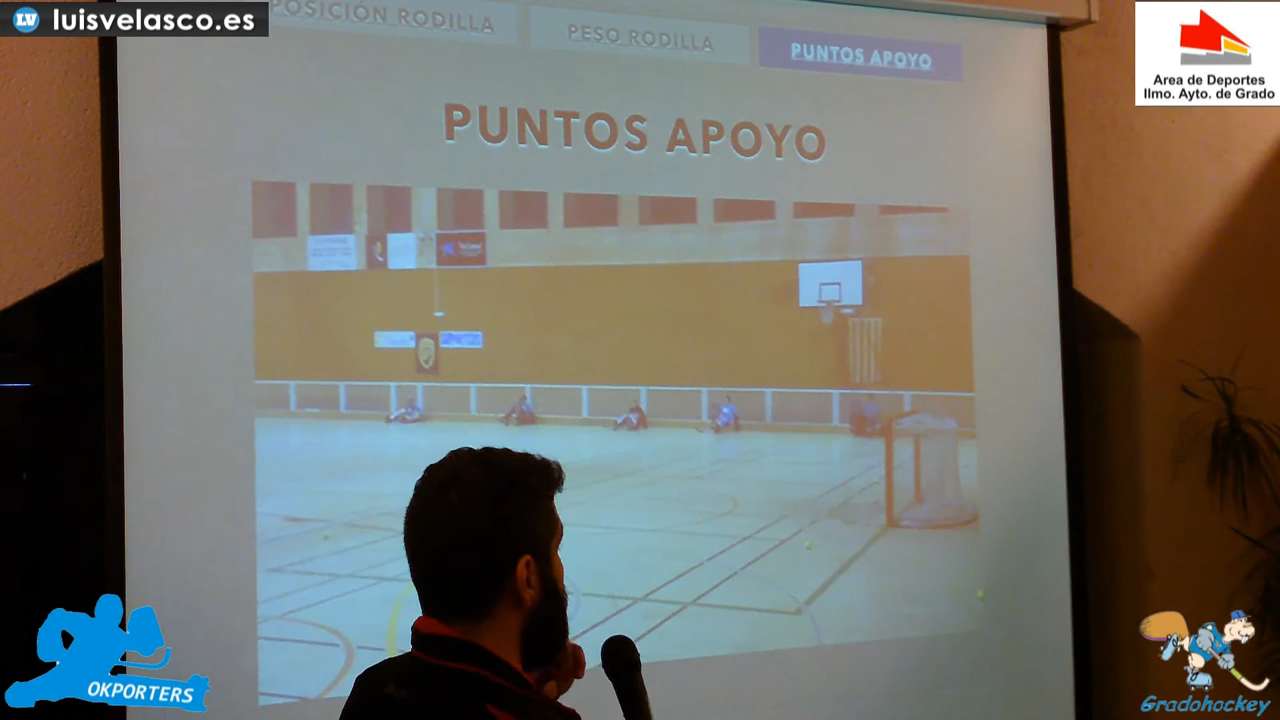 LV luisvelasco.es
POSICIÓN RODILLA
PESO RODILLA
PUNTOS APOYO
Area de Deportes
Ilmo. Ayto. de Grado
PUNTOS APOYO
OKPORTERS
Gradohockey